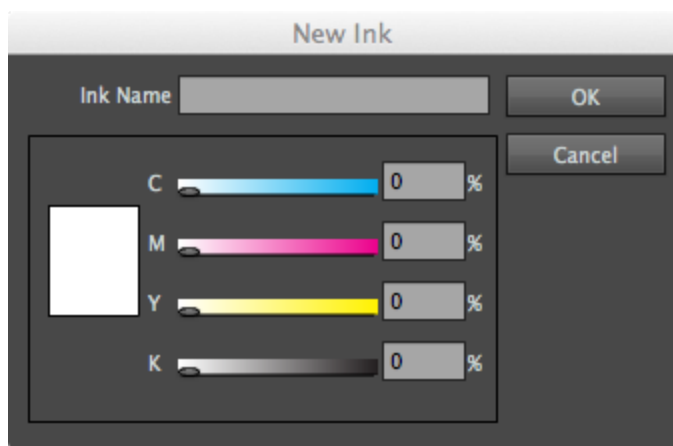 New Ink
Ink Name
OK
Cancel
C 0 %
M 0 %
Y 0 %
K 0 %